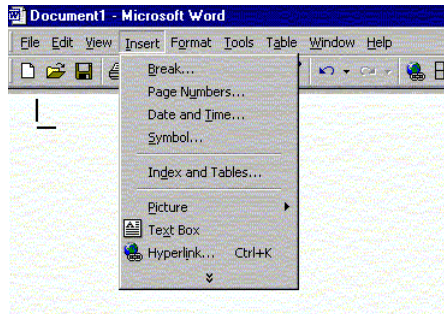 Document1 - Microsoft Word
File Edit View Insert Format Tools Table Window Help
Break...
Page Numbers...
Date and Time...
Symbol...
Index and Tables...
Picture
Text Box
Hyperlink... Ctrl+K